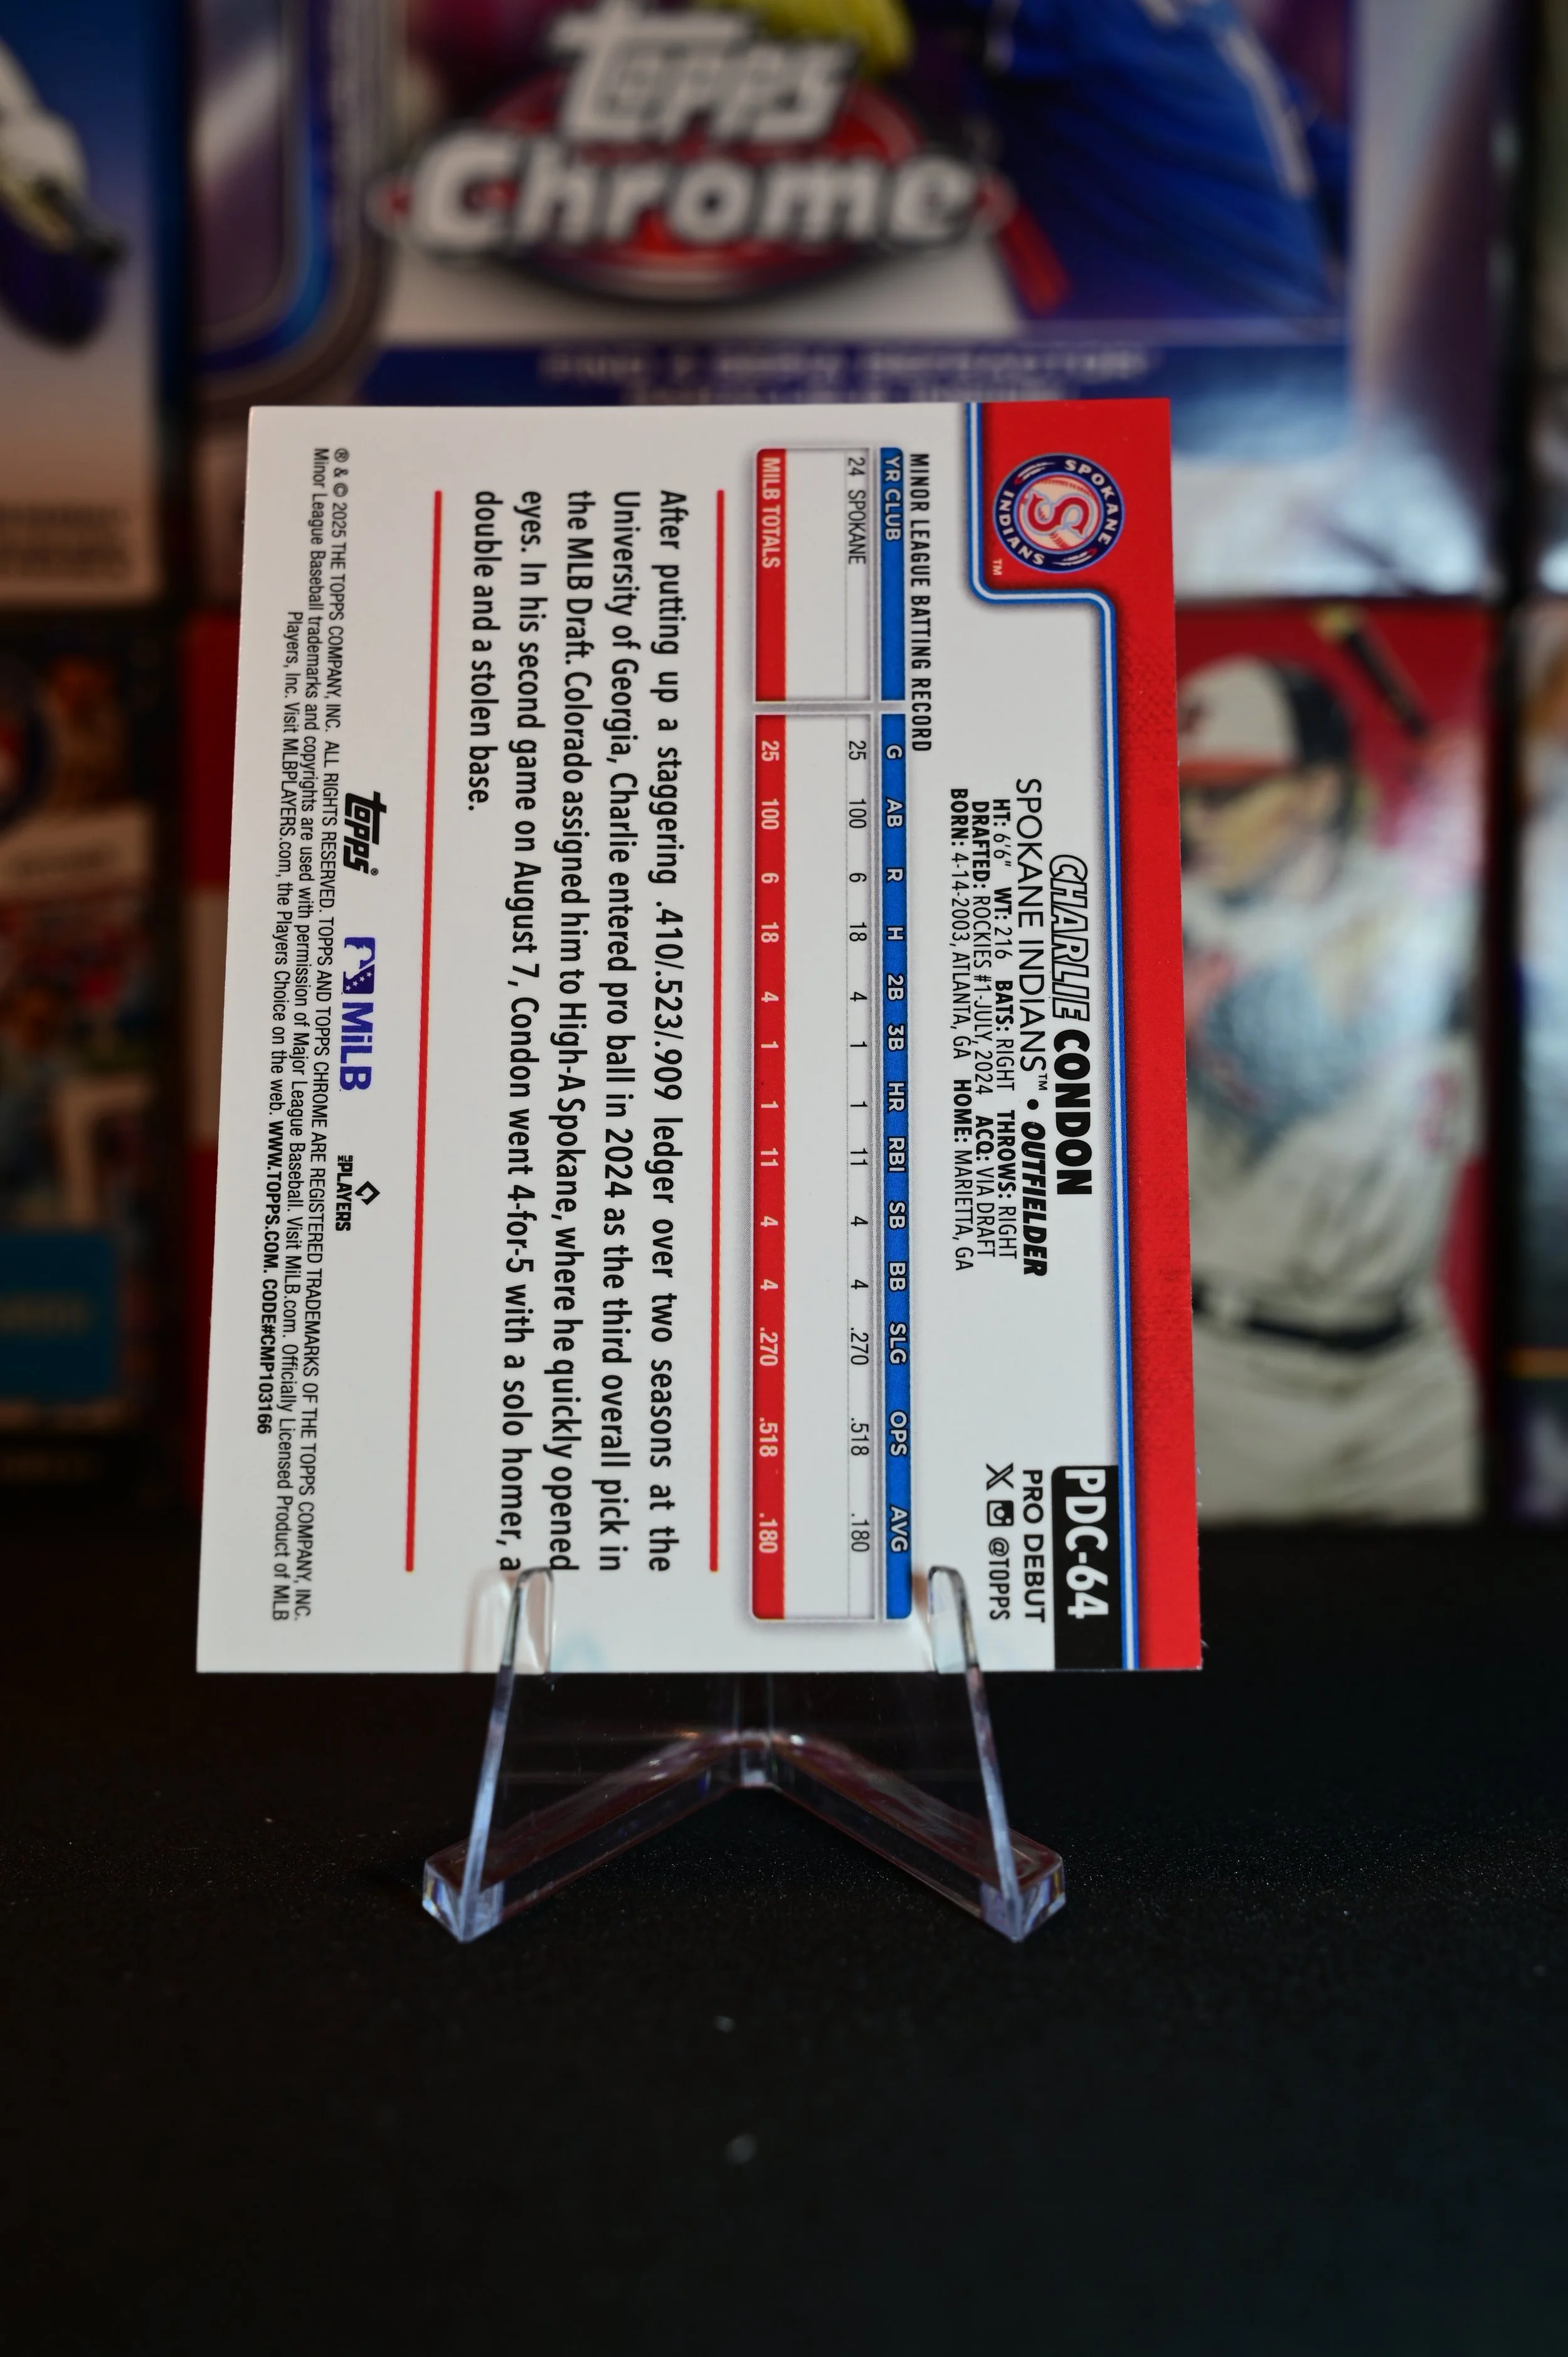 Topps
Chrome
SPOKANE
INDIANS
TM
CHARLIE CONDON
SPOKANE INDIANS™ • OUTFIELDER
HT: 6'6" WT: 216 BATS: RIGHT THROWS: RIGHT
DRAFTED: ROCKIES #1-JULY, 2024 ACQ: VIA DRAFT
BORN: 4-14-2003, ATLANTA, GA HOME: MARIETTA, GA
PDC-64
PRO DEBUT
X @TOPPS
MINOR LEAGUE BATTING RECORD
YR CLUB G AB R H 2B 3B HR RBI SB BB SLG OPS AVG
24 SPOKANE 25 100 6 18 4 1 1 11 4 4 .270 .518 .180
MILB TOTALS 25 100 6 18 4 1 1 11 4 4 .270 .518 .180
After putting up a staggering .410/.523/.909 ledger over two seasons at the
University of Georgia, Charlie entered pro ball in 2024 as the third overall pick in
the MLB Draft. Colorado assigned him to High-A Spokane, where he quickly opened
eyes. In his second game on August 7, Condon went 4-for-5 with a solo homer, a
double and a stolen base.
topps®
MiLB
MLB PLAYERS
® & © 2025 THE TOPPS COMPANY, INC. ALL RIGHTS RESERVED. TOPPS AND TOPPS CHROME ARE REGISTERED TRADEMARKS OF THE TOPPS COMPANY, INC.
Minor League Baseball trademarks and copyrights are used with permission of Major League Baseball. Visit MiLB.com. Officially Licensed Product of MLB
Players, Inc. Visit MLBPLAYERS.com, the Players Choice on the web. WWW.TOPPS.COM. CODE#CMP103166